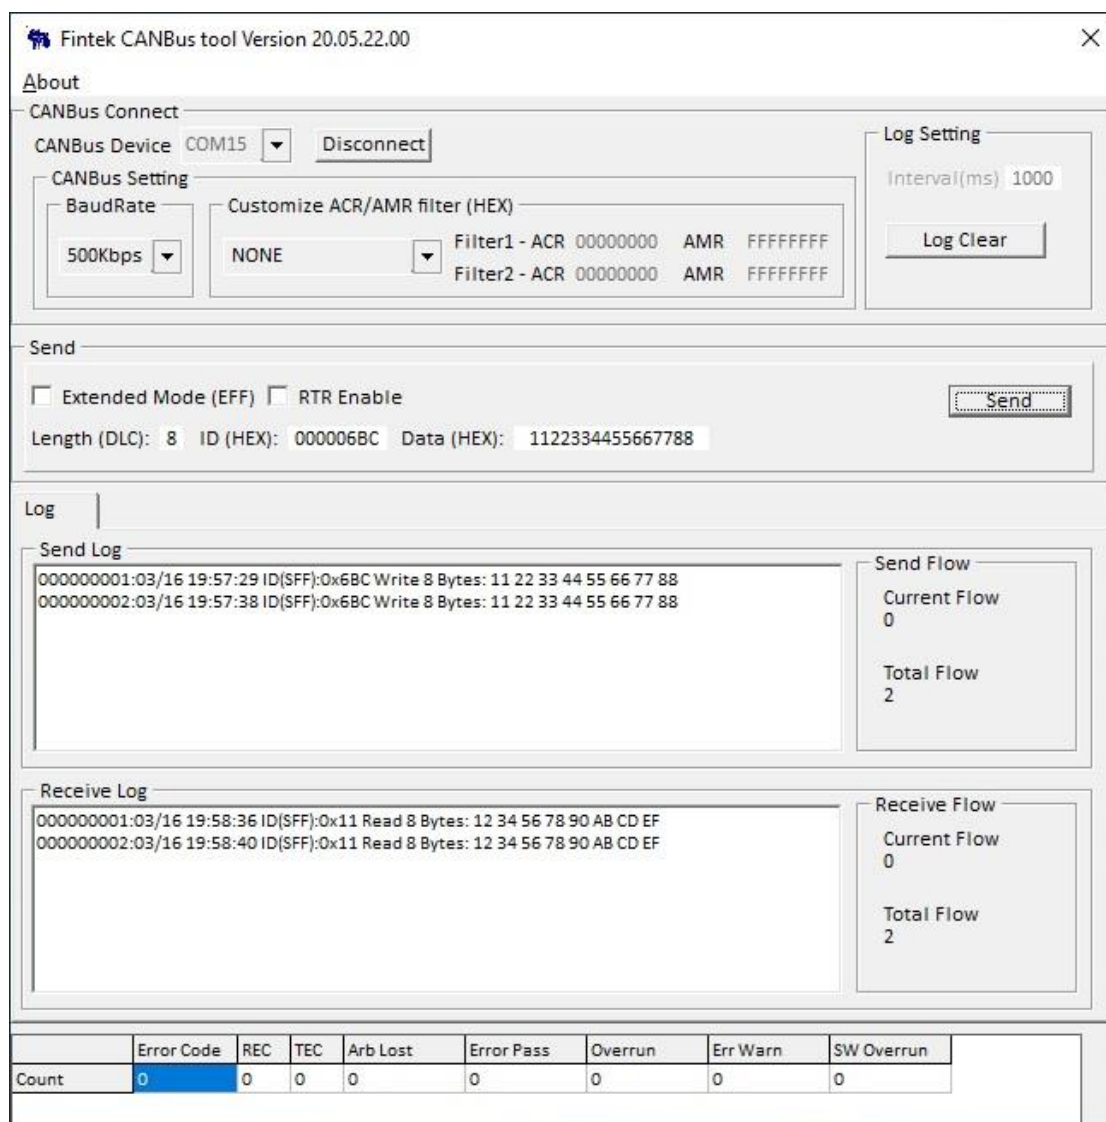 Fintek CANBus tool Version 20.05.22.00
About
CANBus Connect
CANBus Device COM15 Disconnect
Log Setting
Interval(ms) 1000
Log Clear
CANBus Setting
BaudRate
500Kbps
Customize ACR/AMR filter (HEX)
NONE
Filter1 - ACR 00000000 AMR FFFFFFFF
Filter2 - ACR 00000000 AMR FFFFFFFF
Send
Extended Mode (EFF) RTR Enable
Send
Length (DLC): 8 ID (HEX): 000006BC Data (HEX): 1122334455667788
Log
Send Log
000000001:03/16 19:57:29 ID(SFF):0x6BC Write 8 Bytes: 11 22 33 44 55 66 77 88
000000002:03/16 19:57:38 ID(SFF):0x6BC Write 8 Bytes: 11 22 33 44 55 66 77 88
Send Flow
Current Flow
0
Total Flow
2
Receive Log
000000001:03/16 19:58:36 ID(SFF):0x11 Read 8 Bytes: 12 34 56 78 90 AB CD EF
000000002:03/16 19:58:40 ID(SFF):0x11 Read 8 Bytes: 12 34 56 78 90 AB CD EF
Receive Flow
Current Flow
0
Total Flow
2
Error Code REC TEC Arb Lost Error Pass Overrun Err Warn SW Overrun
Count 0 0 0 0 0 0 0 0